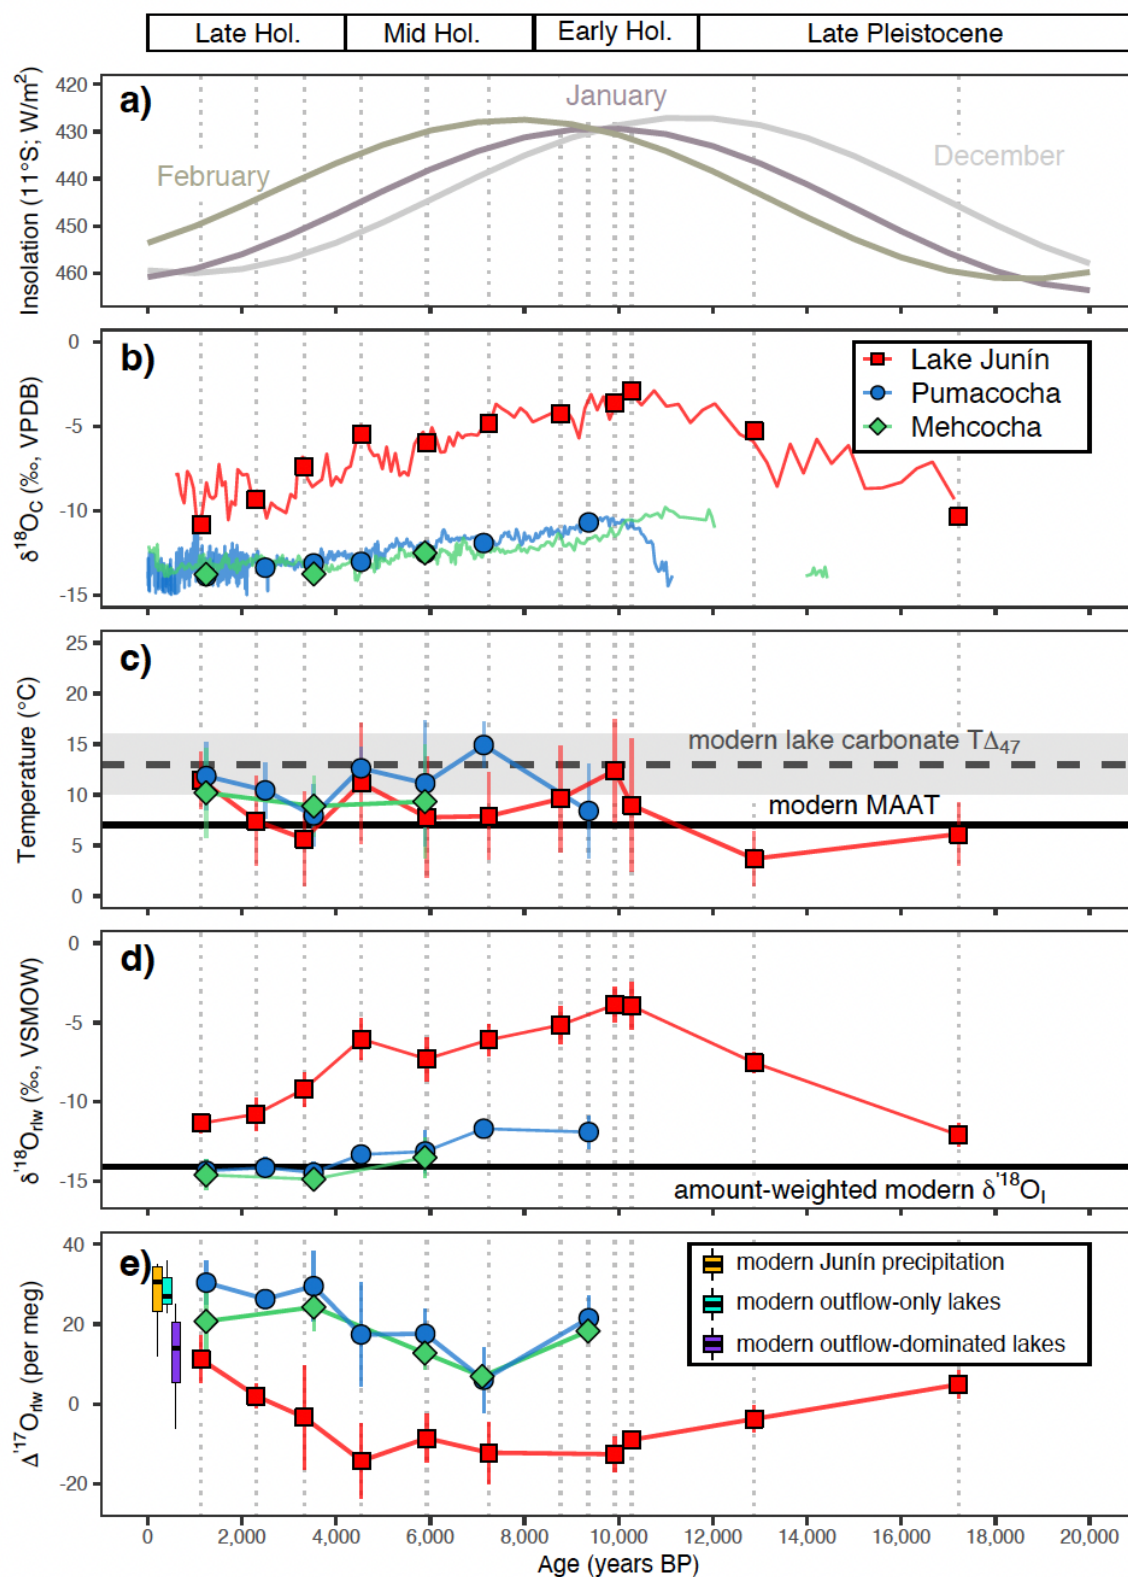 Late Hol. Mid Hol. Early Hol. Late Pleistocene
a)
Insolation (11°S; W/m²)
420
430
440
450
460
January
February
December
b)
δ¹⁸O_C (‰, VPDB)
0
-5
-10
-15
Lake Junín
Pumacocha
Mehcocha
c)
Temperature (°C)
25
20
15
10
5
0
modern lake carbonate TΔ₄₇
modern MAAT
d)
δ'¹⁸O_rlw (‰, VSMOW)
0
-5
-10
-15
amount-weighted modern δ'¹⁸O_I
e)
Δ'¹⁷O_rlw (per meg)
40
20
0
-20
modern Junín precipitation
modern outflow-only lakes
modern outflow-dominated lakes
0 2,000 4,000 6,000 8,000 10,000 12,000 14,000 16,000 18,000 20,000
Age (years BP)